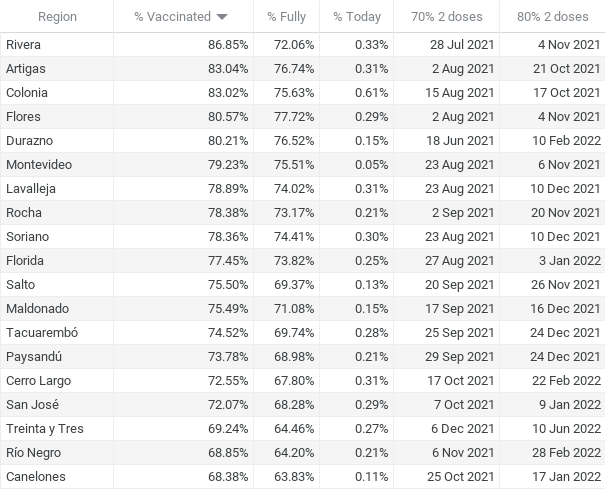 Region % Vaccinated % Fully % Today 70% 2 doses 80% 2 doses
Rivera 86.85% 72.06% 0.33% 28 Jul 2021 4 Nov 2021
Artigas 83.04% 76.74% 0.31% 2 Aug 2021 21 Oct 2021
Colonia 83.02% 75.63% 0.61% 15 Aug 2021 17 Oct 2021
Flores 80.57% 77.72% 0.29% 2 Aug 2021 4 Nov 2021
Durazno 80.21% 76.52% 0.15% 18 Jun 2021 10 Feb 2022
Montevideo 79.23% 75.51% 0.05% 23 Aug 2021 6 Nov 2021
Lavalleja 78.89% 74.02% 0.31% 23 Aug 2021 10 Dec 2021
Rocha 78.38% 73.17% 0.21% 2 Sep 2021 20 Nov 2021
Soriano 78.36% 74.41% 0.30% 23 Aug 2021 10 Dec 2021
Florida 77.45% 73.82% 0.25% 27 Aug 2021 3 Jan 2022
Salto 75.50% 69.37% 0.13% 20 Sep 2021 26 Nov 2021
Maldonado 75.49% 71.08% 0.15% 17 Sep 2021 16 Dec 2021
Tacuarembó 74.52% 69.74% 0.28% 25 Sep 2021 24 Dec 2021
Paysandú 73.78% 68.98% 0.21% 29 Sep 2021 24 Dec 2021
Cerro Largo 72.55% 67.80% 0.31% 17 Oct 2021 22 Feb 2022
San José 72.07% 68.28% 0.29% 7 Oct 2021 9 Jan 2022
Treinta y Tres 69.24% 64.46% 0.27% 6 Dec 2021 10 Jun 2022
Río Negro 68.85% 64.20% 0.21% 6 Nov 2021 28 Feb 2022
Canelones 68.38% 63.83% 0.11% 25 Oct 2021 17 Jan 2022